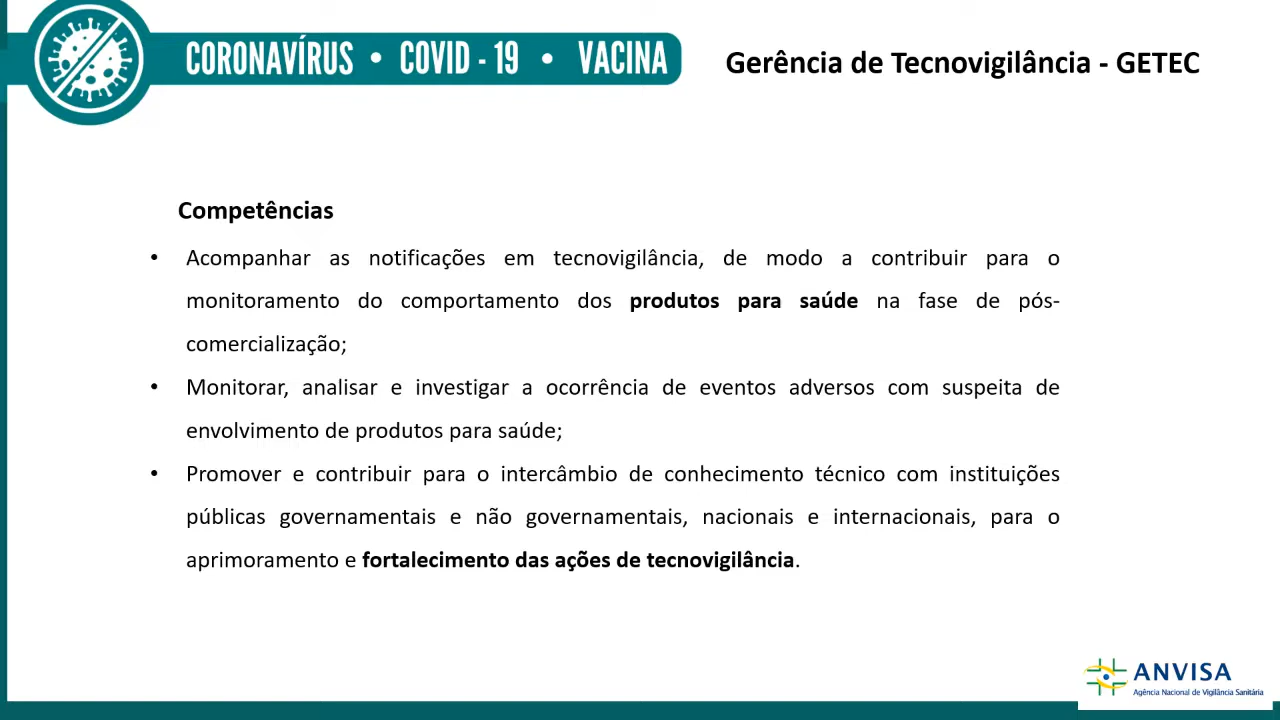 CORONAVÍRUS • COVID - 19 • VACINA
Gerência de Tecnovigilância - GETEC
Competências
• Acompanhar as notificações em tecnovigilância, de modo a contribuir para o
monitoramento do comportamento dos produtos para saúde na fase de pós-
comercialização;
• Monitorar, analisar e investigar a ocorrência de eventos adversos com suspeita de
envolvimento de produtos para saúde;
• Promover e contribuir para o intercâmbio de conhecimento técnico com instituições
públicas governamentais e não governamentais, nacionais e internacionais, para o
aprimoramento e fortalecimento das ações de tecnovigilância.
ANVISA
Agência Nacional de Vigilância Sanitária